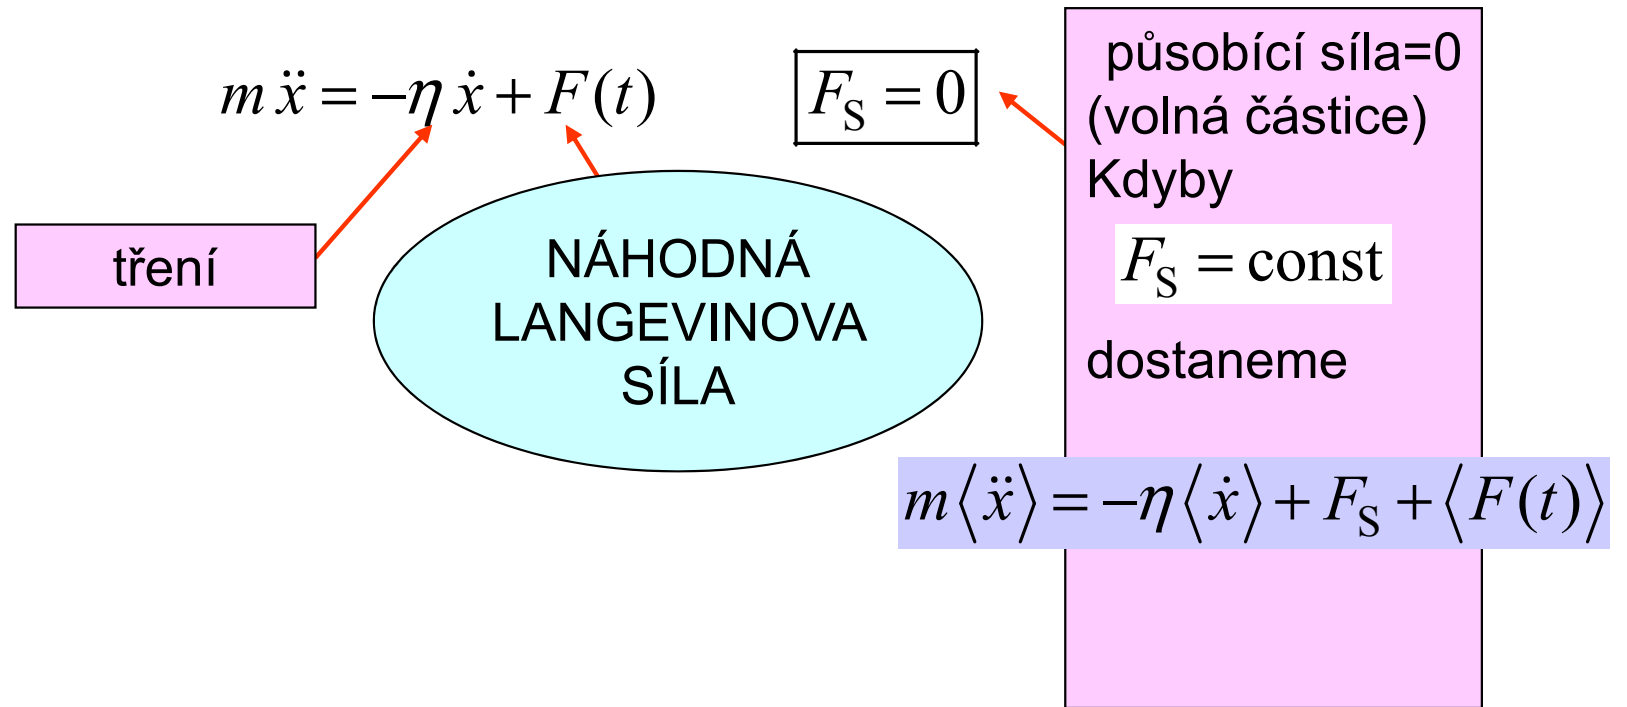 m ẍ = −η ẋ + F(t)
F_S = 0
tření
NÁHODNÁ
LANGEVINOVA
SÍLA
působící síla=0
(volná částice)
Kdyby
F_S = const
dostaneme
m⟨ẍ⟩ = −η⟨ẋ⟩ + F_S + ⟨F(t)⟩